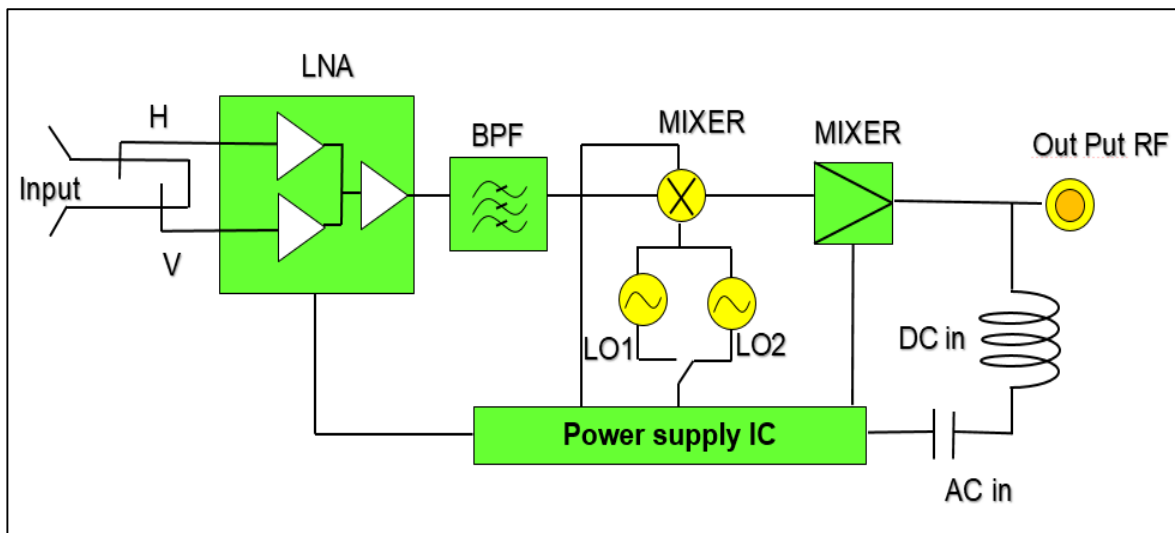 LNA
H
BPF
MIXER
MIXER
Out Put RF
Input
V
LO1
LO2
DC in
Power supply IC
AC in